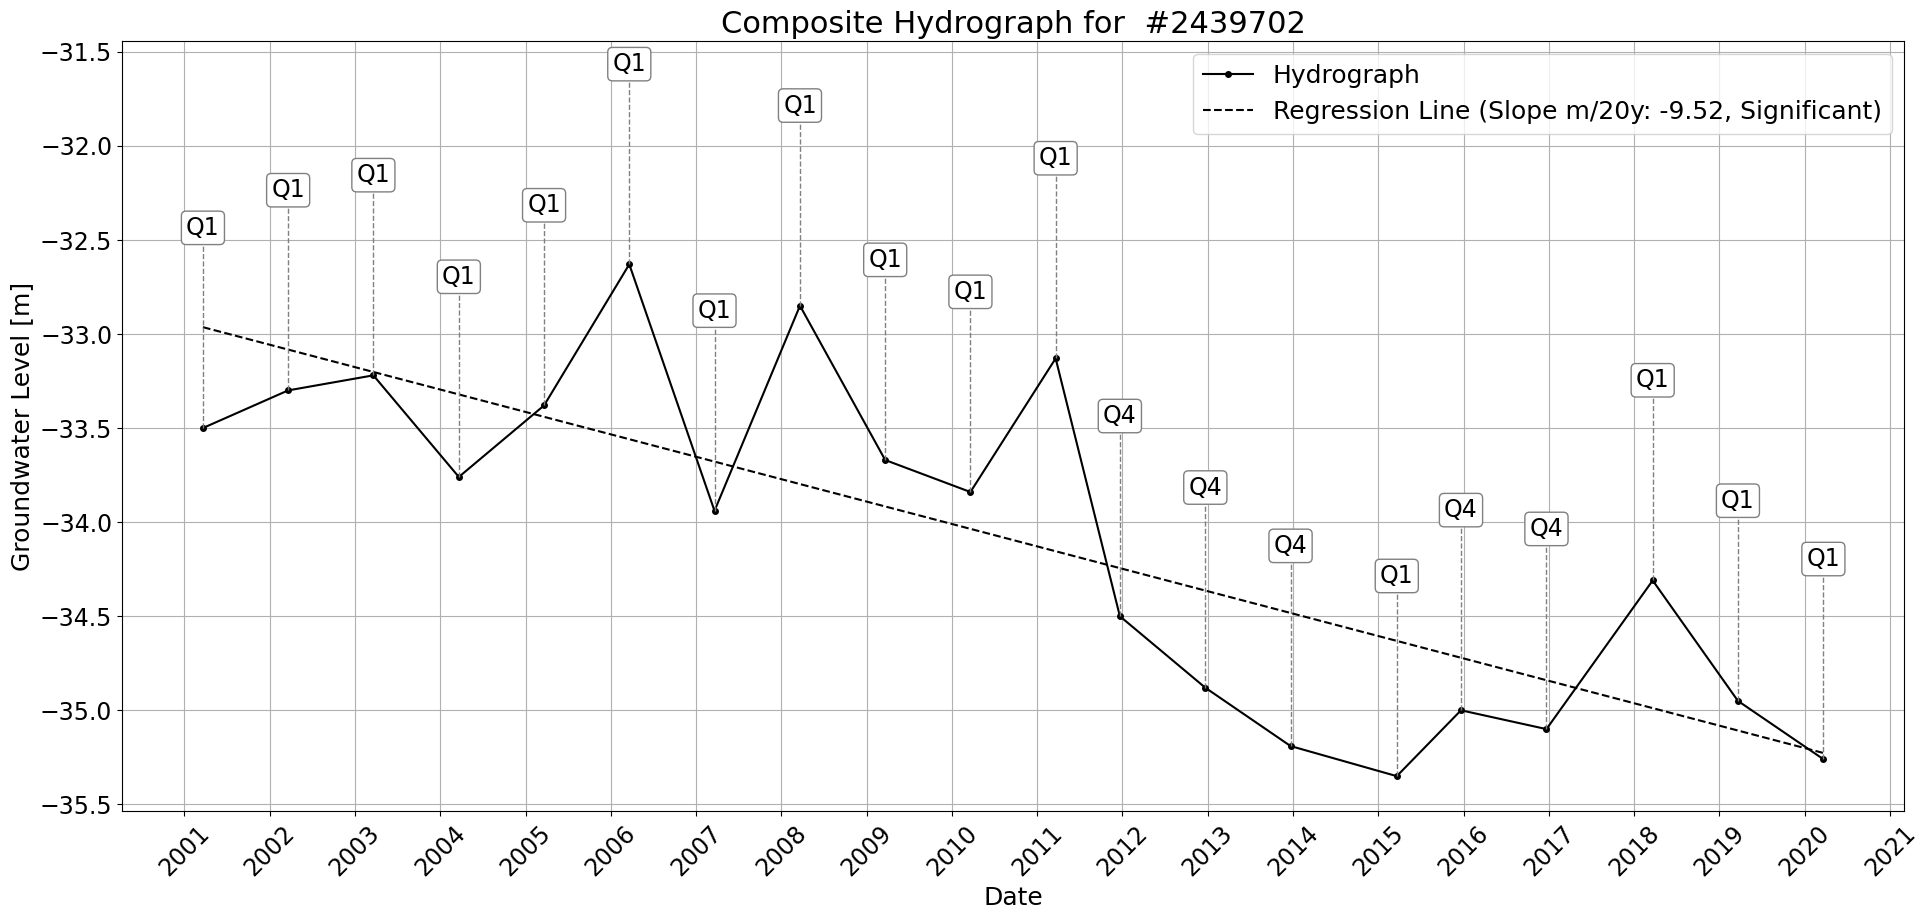 Composite Hydrograph for  #2439702
Hydrograph
Regression Line (Slope m/20y: -9.52, Significant)
Groundwater Level [m]
−31.5
−32.0
−32.5
−33.0
−33.5
−34.0
−34.5
−35.0
−35.5
Q1
Q1
Q1
Q1
Q1
Q1
Q1
Q1
Q1
Q1
Q1
Q4
Q4
Q4
Q1
Q4
Q4
Q1
Q1
Q1
2001
2002
2003
2004
2005
2006
2007
2008
2009
2010
2011
2012
2013
2014
2015
2016
2017
2018
2019
2020
2021
Date